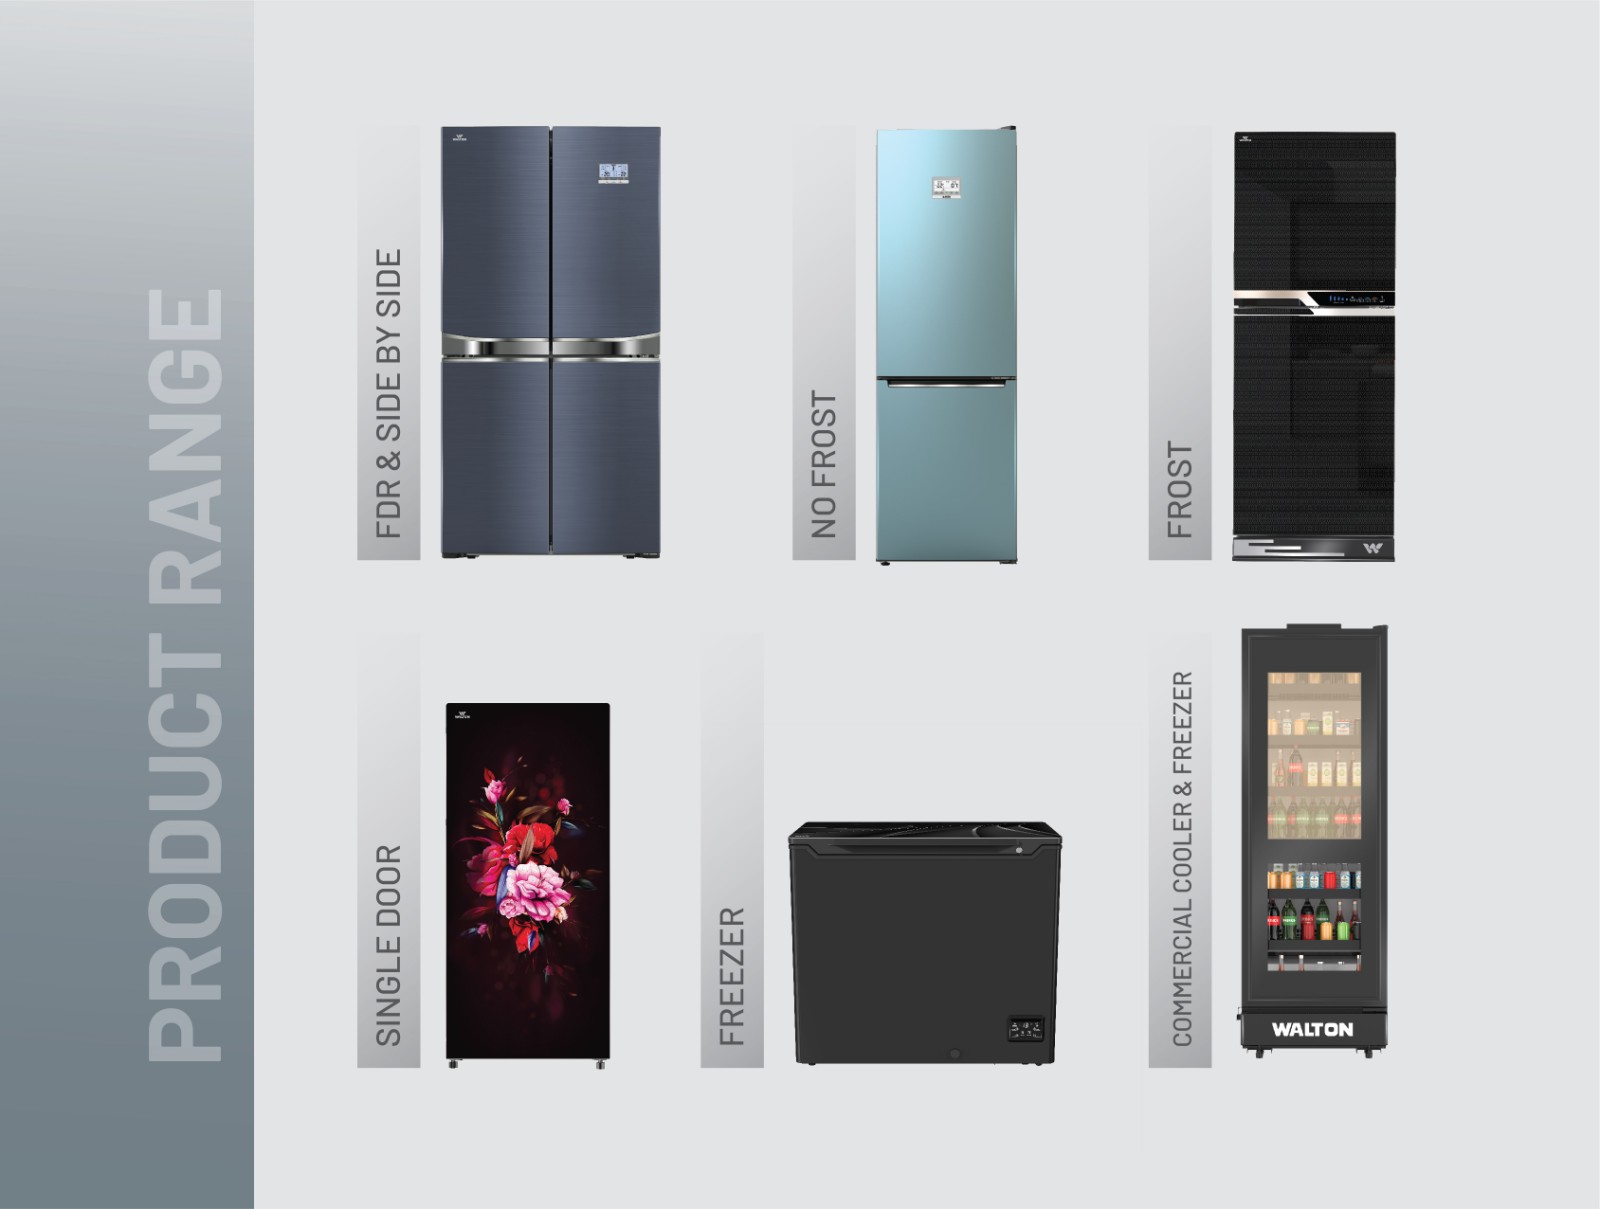 PRODUCT RANGE
FDR & SIDE BY SIDE
NO FROST
FROST
SINGLE DOOR
FREEZER
COMMERCIAL COOLER & FREEZER
WALTON